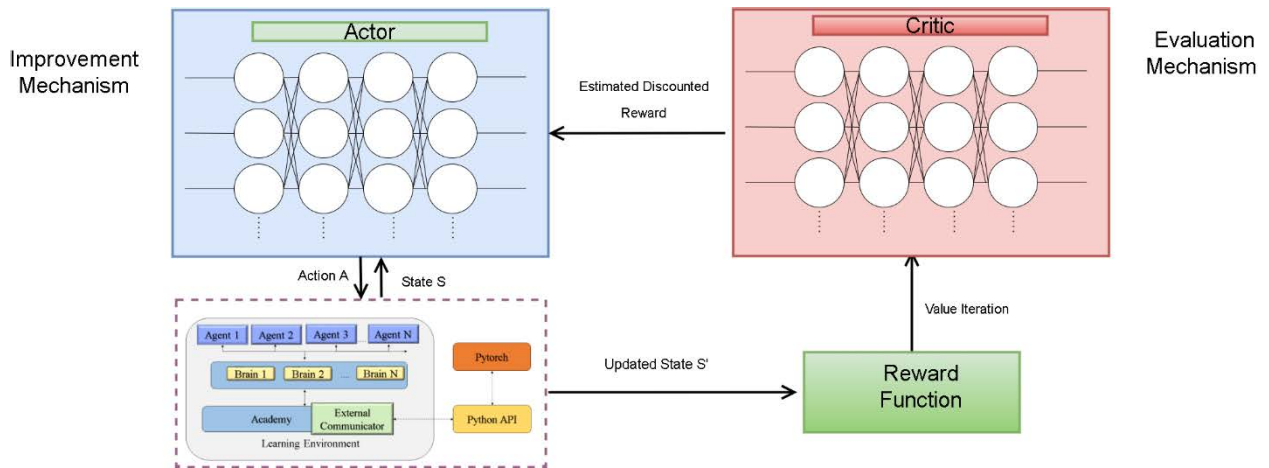 Improvement
Mechanism
Actor
Critic
Evaluation
Mechanism
Estimated Discounted
Reward
Action A
State S
Value Iteration
Agent 1
Agent 2
Agent 3
Agent N
Brain 1
Brain 2
...
Brain N
Academy
External
Communicator
Learning Environment
Pytorch
Python API
Updated State S'
Reward
Function